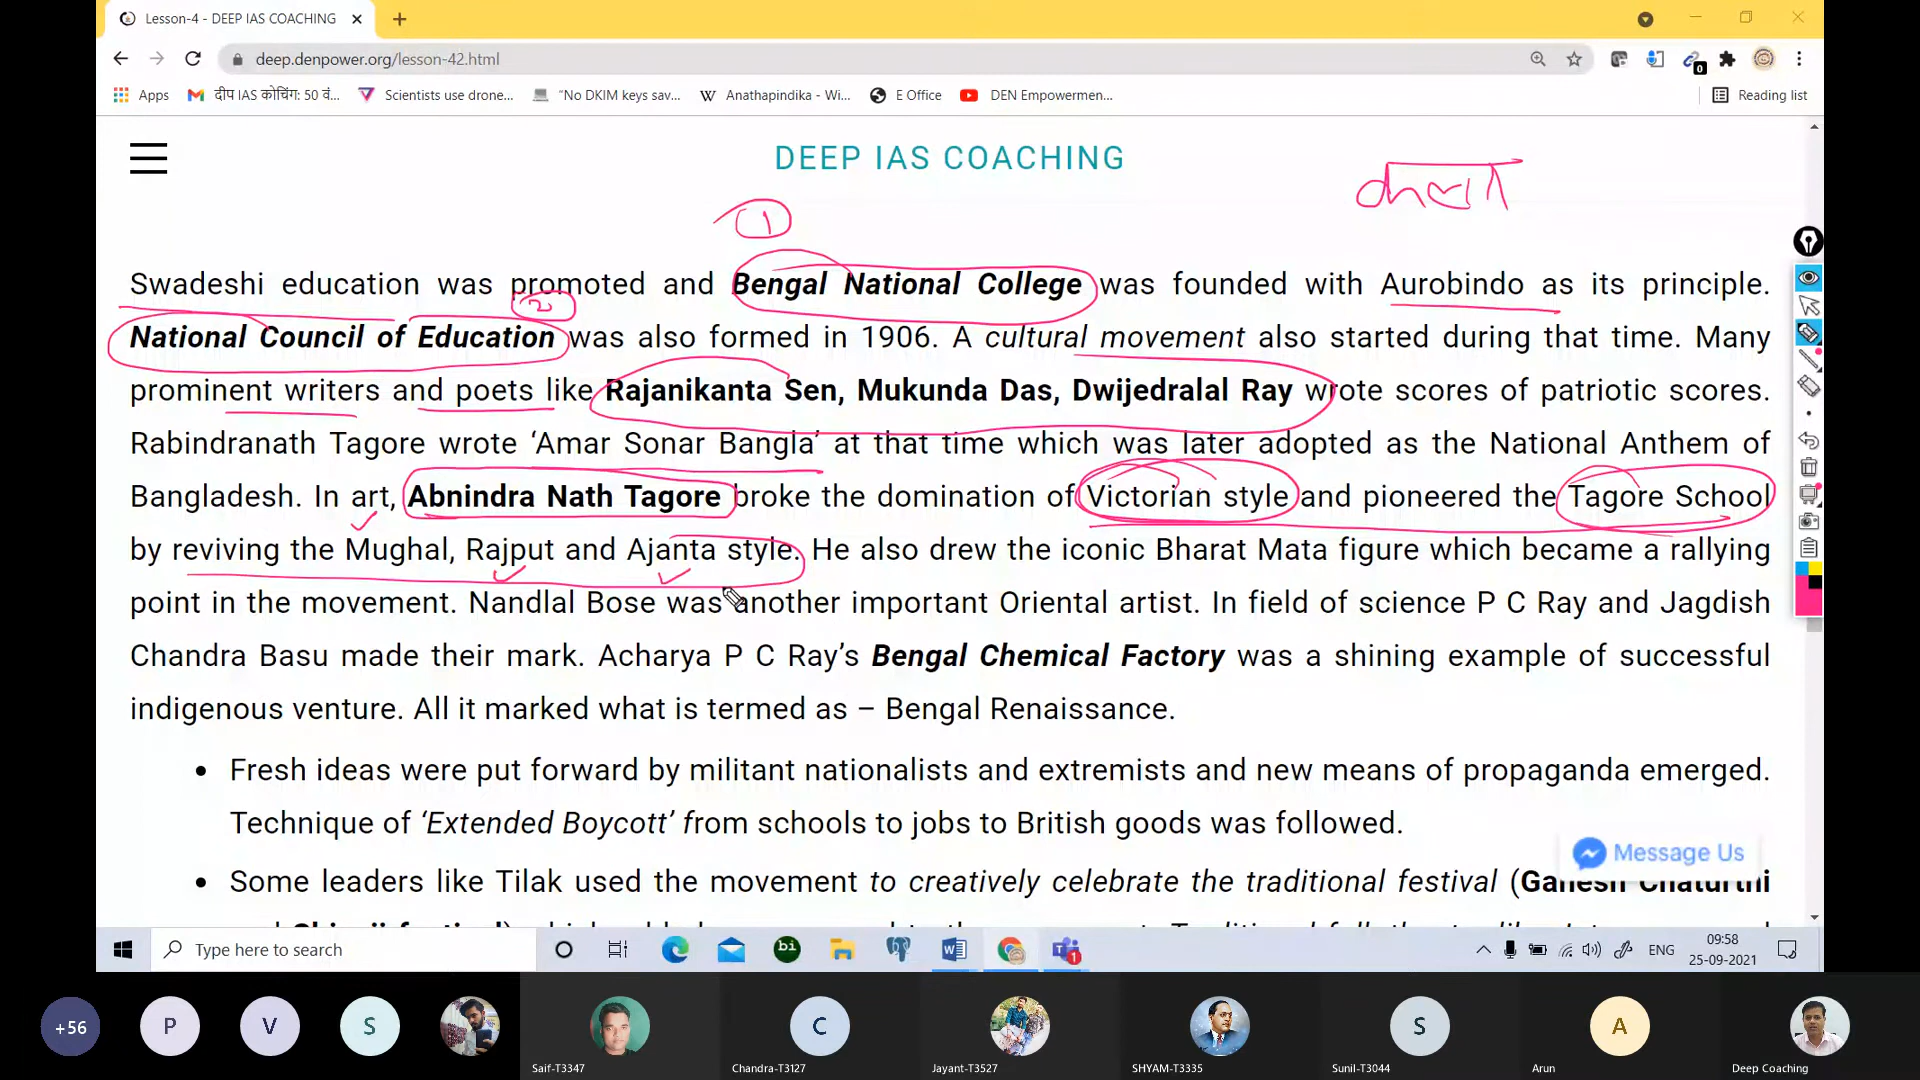 Lesson-4 - DEEP IAS COACHING
deep.denpower.org/lesson-42.html
0
Apps
दीप IAS कोचिंग: 50 वं...
Scientists use drone...
"No DKIM keys sav...
Anathapindika - Wi...
E Office
DEN Empowermen...
Reading list
DEEP IAS COACHING
1
Swadeshi education was promoted and Bengal National College was founded with Aurobindo as its principle.
2
National Council of Education was also formed in 1906. A cultural movement also started during that time. Many
prominent writers and poets like Rajanikanta Sen, Mukunda Das, Dwijedralal Ray wrote scores of patriotic scores.
Rabindranath Tagore wrote ‘Amar Sonar Bangla’ at that time which was later adopted as the National Anthem of
Bangladesh. In art, Abnindra Nath Tagore broke the domination of Victorian style and pioneered the Tagore School
by reviving the Mughal, Rajput and Ajanta style. He also drew the iconic Bharat Mata figure which became a rallying
point in the movement. Nandlal Bose was another important Oriental artist. In field of science P C Ray and Jagdish
Chandra Basu made their mark. Acharya P C Ray’s Bengal Chemical Factory was a shining example of successful
indigenous venture. All it marked what is termed as – Bengal Renaissance.
Fresh ideas were put forward by militant nationalists and extremists and new means of propaganda emerged.
Technique of ‘Extended Boycott’ from schools to jobs to British goods was followed.
Message Us
Some leaders like Tilak used the movement to creatively celebrate the traditional festival (Ganesh Chaturthi
Type here to search
bi
1
ENG
09:58
25-09-2021
+56
P
V
S
C
S
A
Saif-T3347
Chandra-T3127
Jayant-T3527
SHYAM-T3335
Sunil-T3044
Arun
Deep Coaching